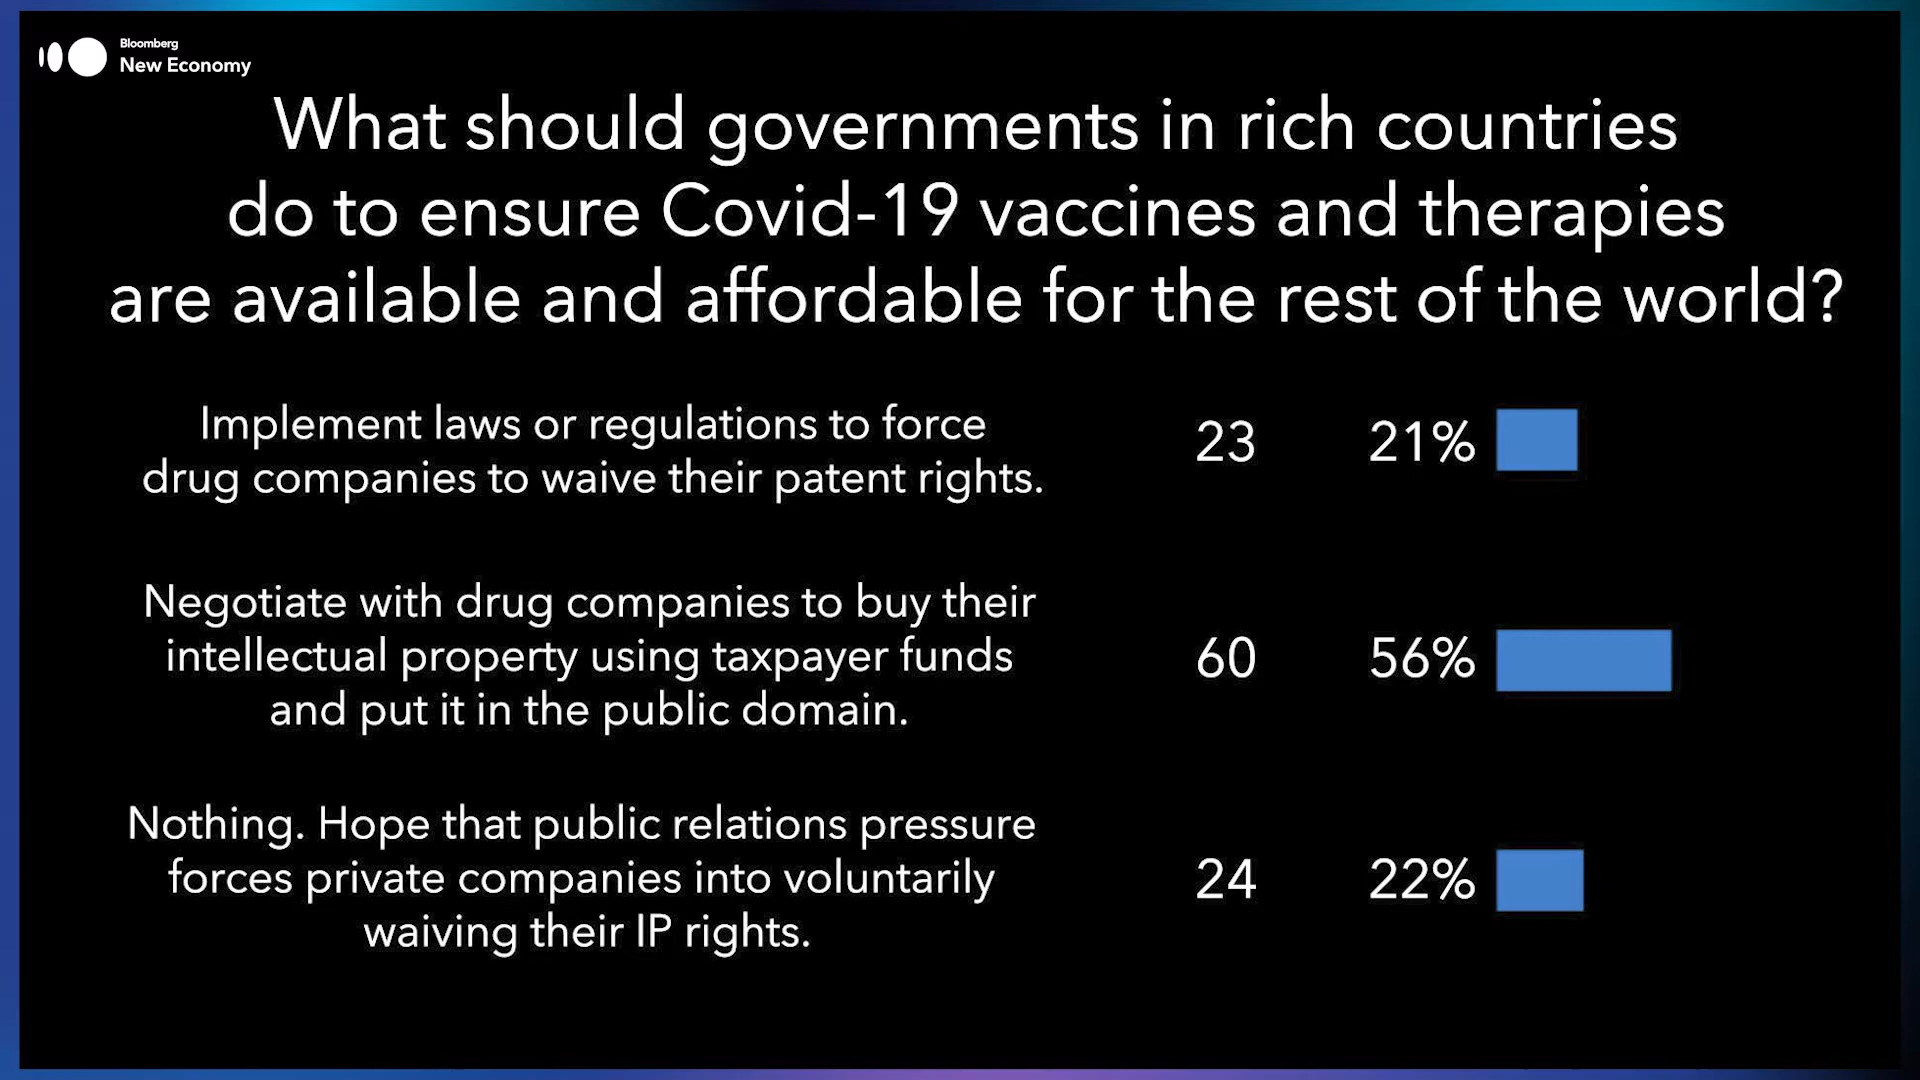 Bloomberg
New Economy
What should governments in rich countries
do to ensure Covid-19 vaccines and therapies
are available and affordable for the rest of the world?
Implement laws or regulations to force
drug companies to waive their patent rights.
23 21%
Negotiate with drug companies to buy their
intellectual property using taxpayer funds
and put it in the public domain.
60 56%
Nothing. Hope that public relations pressure
forces private companies into voluntarily
waiving their IP rights.
24 22%